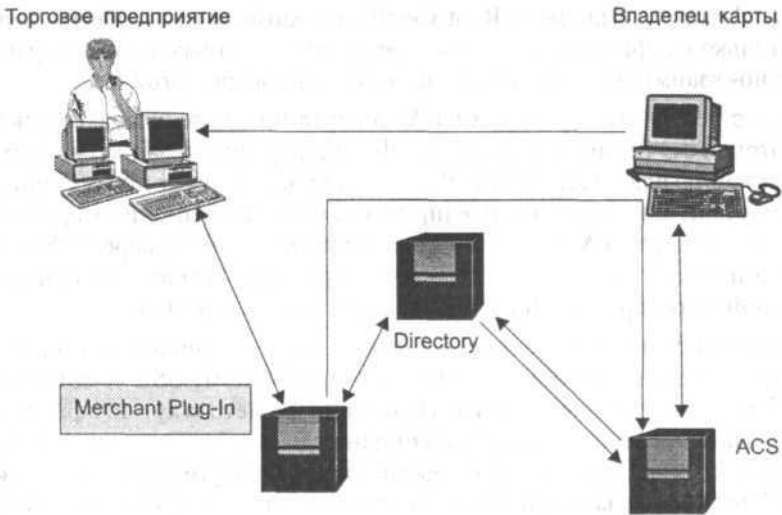 Торговое предприятие
Владелец карты
Directory
Merchant Plug-In
ACS